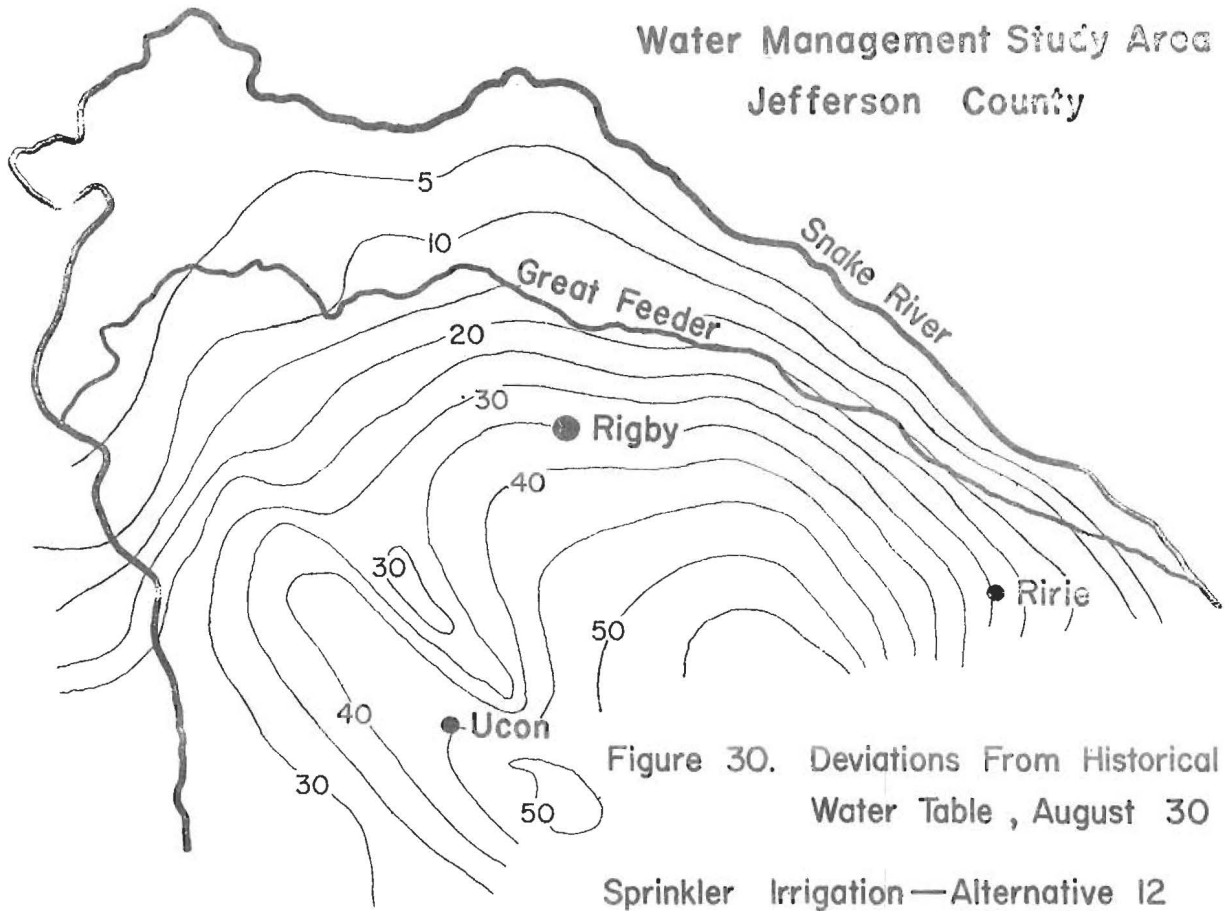 Water Management Study Area
Jefferson County
5
10
Snake River
Great Feeder
20
30
Rigby
40
30
Ririe
50
40
Ucon
30
50
Figure 30. Deviations From Historical
Water Table , August 30
Sprinkler Irrigation — Alternative 12